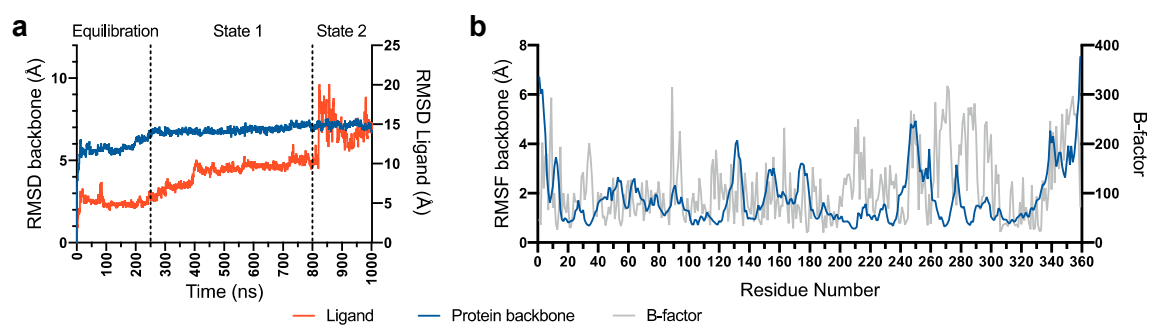 a
Equilibration State 1 State 2
RMSD backbone (Å)
0
5
10
0
5
10
15
20
25
RMSD Ligand (Å)
0 100 200 300 400 500 600 700 800 900 1000
Time (ns)
b
RMSF backbone (Å)
0
2
4
6
8
0
100
200
300
400
B-factor
0 20 40 60 80 100 120 140 160 180 200 220 240 260 280 300 320 340 360
Residue Number
Ligand Protein backbone B-factor